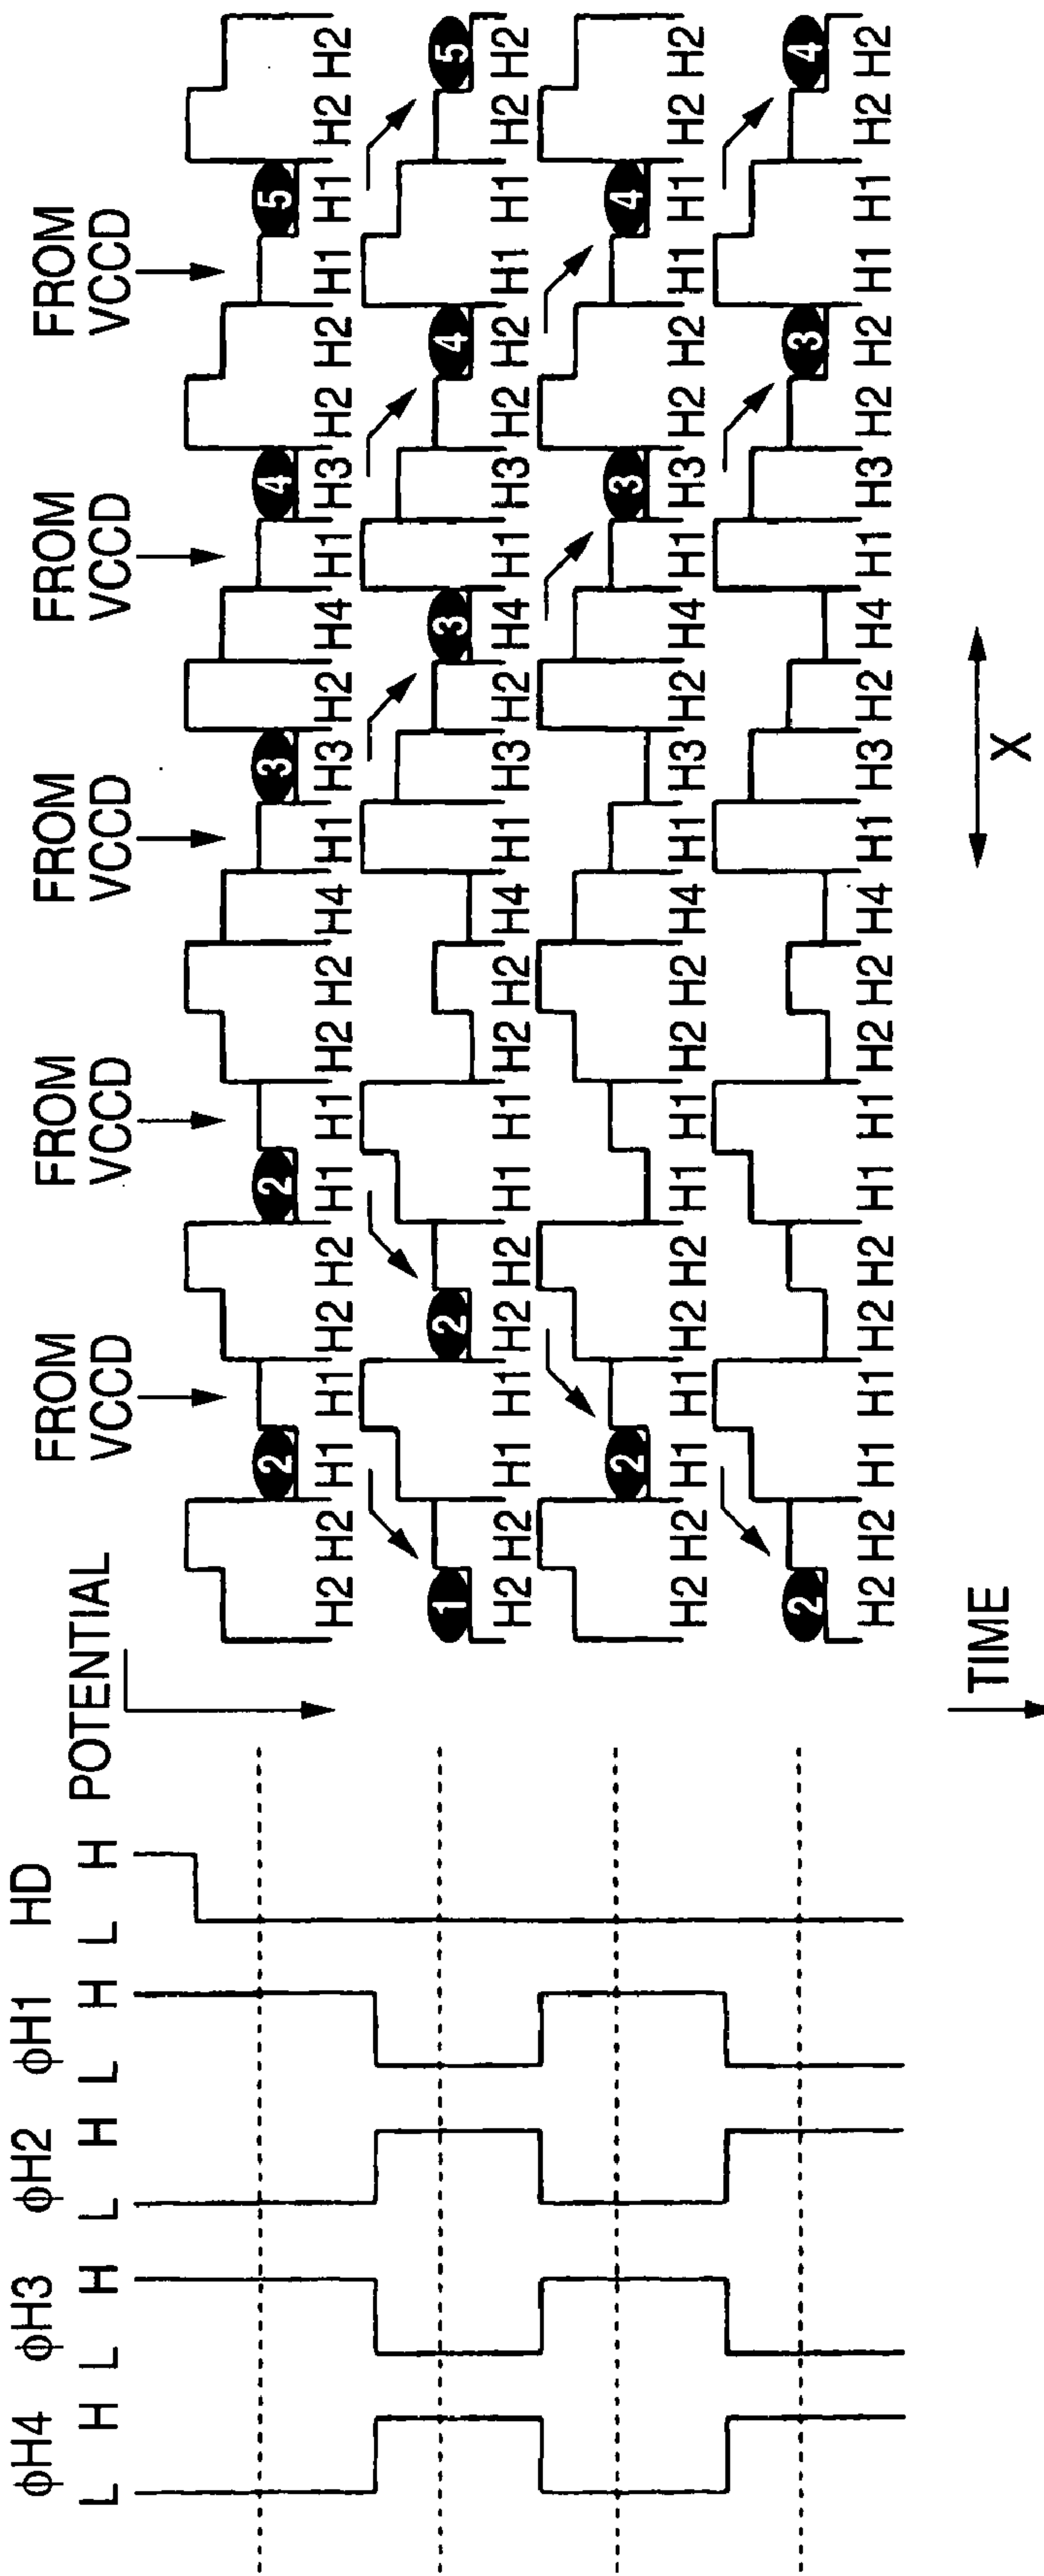 φH4 φH3 φH2 φH1 HD
L H L H L H L H L H
POTENTIAL
FROM VCCD
FROM VCCD
FROM VCCD
FROM VCCD
FROM VCCD
2 2 3 4 5
H2 H2 H1 H1 H2 H2 H1 H1 H2 H2 H4 H1 H3 H2 H4 H1 H3 H2 H2 H1 H1 H2 H2
1 2 3 4 5
H2 H2 H1 H1 H2 H2 H1 H1 H2 H2 H4 H1 H3 H2 H4 H1 H3 H2 H2 H1 H1 H2 H2
2 3 4
H2 H2 H1 H1 H2 H2 H1 H1 H2 H2 H4 H1 H3 H2 H4 H1 H3 H2 H2 H1 H1 H2 H2
2 3 4
H2 H2 H1 H1 H2 H2 H1 H1 H2 H2 H4 H1 H3 H2 H4 H1 H3 H2 H2 H1 H1 H2 H2
TIME
X